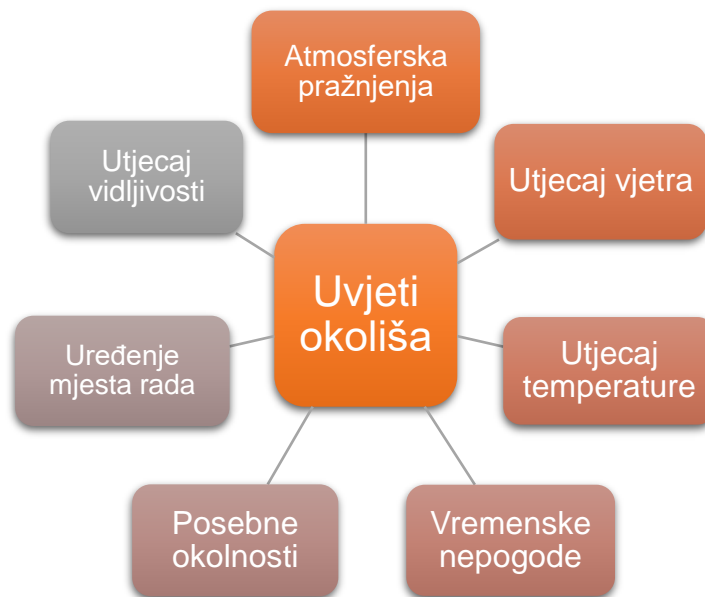 Atmosferska
pražnjenja
Utjecaj
vidljivosti
Utjecaj vjetra
Uvjeti
okoliša
Uređenje
mjesta rada
Utjecaj
temperature
Posebne
okolnosti
Vremenske
nepogode